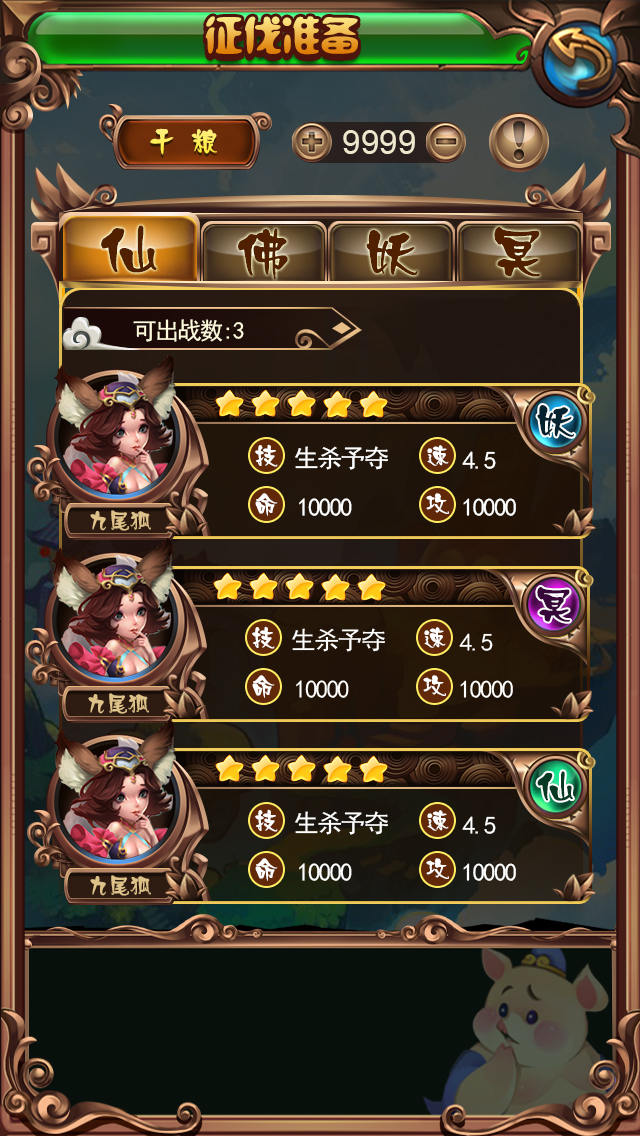 征伐准备
干粮 9999
仙 佛 妖 冥
可出战数:3
妖
技 生杀予夺 速 4.5
命 10000 攻 10000
九尾狐
冥
技 生杀予夺 速 4.5
命 10000 攻 10000
九尾狐
仙
技 生杀予夺 速 4.5
命 10000 攻 10000
九尾狐